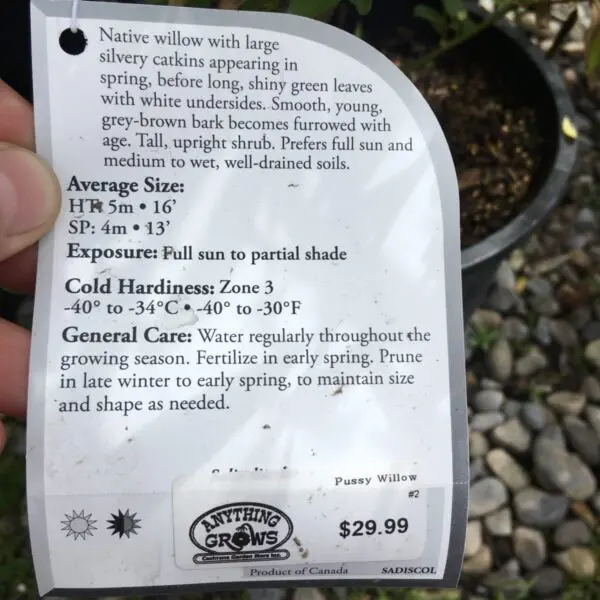 Native willow with large
silvery catkins appearing in
spring, before long, shiny green leaves
with white undersides. Smooth, young,
grey-brown bark becomes furrowed with
age. Tall, upright shrub. Prefers full sun and
medium to wet, well-drained soils.
Average Size:
HT: 5m • 16'
SP: 4m • 13'
Exposure: Full sun to partial shade
Cold Hardiness: Zone 3
-40° to -34°C • -40° to -30°F
General Care: Water regularly throughout the
growing season. Fertilize in early spring. Prune
in late winter to early spring, to maintain size
and shape as needed.
Pussy Willow
#2
ANYTHING
GROWS
Cochrane Garden Store Inc.
$29.99
Product of Canada
SADISCOL